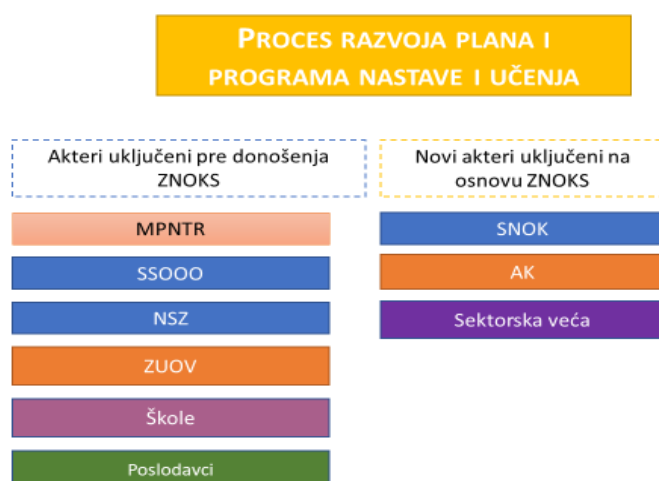 PROCES RAZVOJA PLANA I
PROGRAMA NASTAVE I UČENJA
Akteri uključeni pre donošenja
ZNOKS
MPNTR
SSOOO
NSZ
ZUOV
Škole
Poslodavci
Novi akteri uključeni na
osnovu ZNOKS
SNOK
AK
Sektorska veća